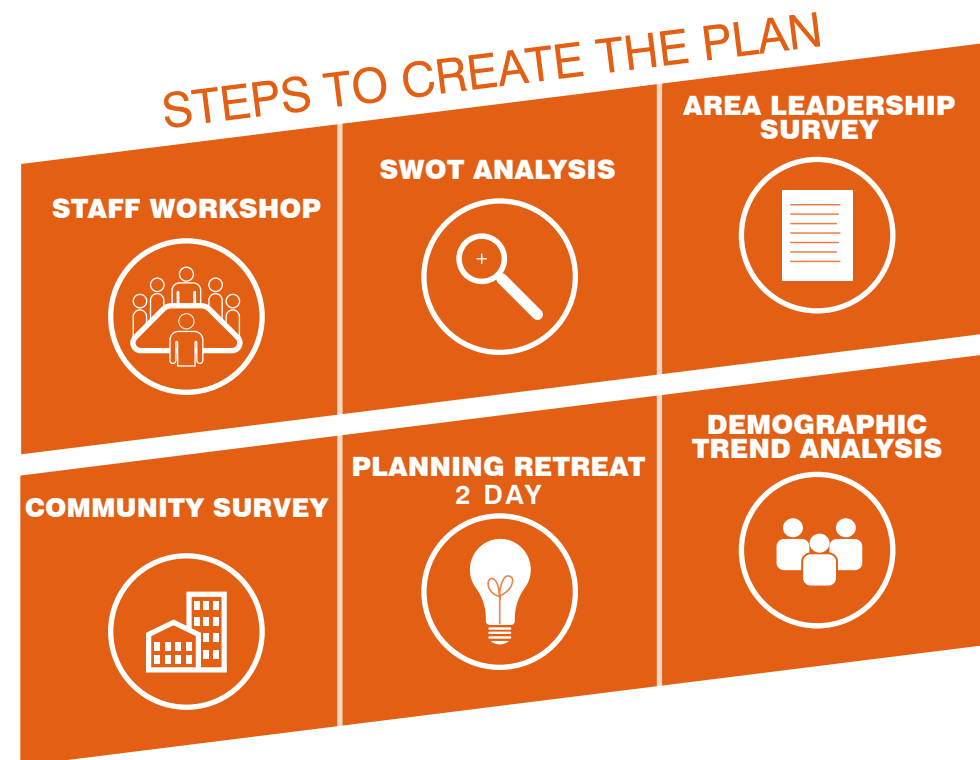 STEPS TO CREATE THE PLAN
STAFF WORKSHOP
SWOT ANALYSIS
AREA LEADERSHIP
SURVEY
COMMUNITY SURVEY
PLANNING RETREAT
2 DAY
DEMOGRAPHIC
TREND ANALYSIS